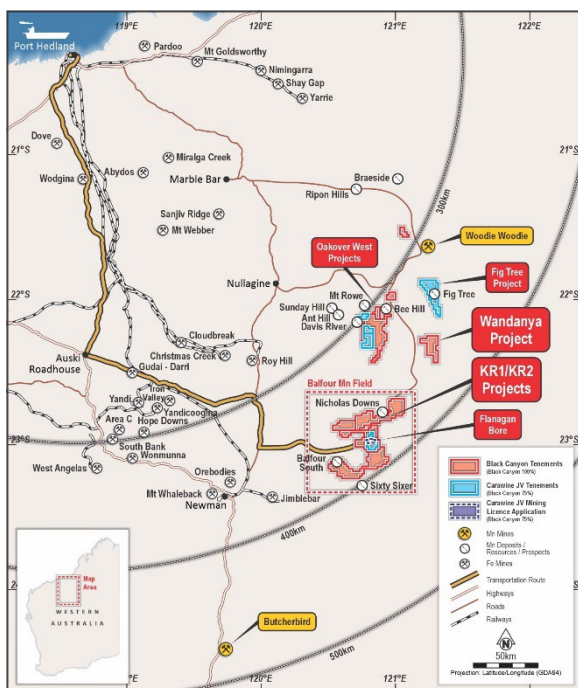 119°E
120°E
121°E
122°E
Port Hedland
Pardoo
Mt Goldsworthy
Nimingarra
Shay Gap
Yarrie
Dove
21°S
21°S
Wodgina
Abydos
Miralga Creek
Marble Bar
Braeside
Ripon Hills
300km
Sanjiv Ridge
Mt Webber
Woodie Woodie
Oakover West
Projects
Fig Tree
Project
Nullagine
22°S
22°S
Mt Rowe
Fig Tree
Sunday Hill
Bee Hill
Ant Hill
Davis River
Wandanya
Project
Cloudbreak
Christmas Creek
Roy Hill
Auski
Roadhouse
Gudai - Darri
KR1/KR2
Projects
Balfour Mn Field
Iron
Valley
Yandi
Yandicoogina
Nicholas Downs
Area C
Hope Downs
Flanagan
Bore
23°S
23°S
South Bank
Wonmunna
West Angelas
Balfour
South
Orebodies
Sixty Sixer
Mt Whaleback
Jimblebar
Newman
400km
Black Canyon Tenements
(Black Canyon 100%)
Carawine JV Tenements
(Black Canyon 75%)
Carawine JV Mining
Licence Application
(Black Canyon 75%)
Mn Mines
Mn Deposits /
Resources / Prospects
Fe Mines
Transportation Route
Highways
Roads
Railways
N
50km
Projection: Latitude/Longitude (GDA94)
Map
Area
WESTERN
AUSTRALIA
24°S
Butcherbird
500km
119°E
120°E
121°E